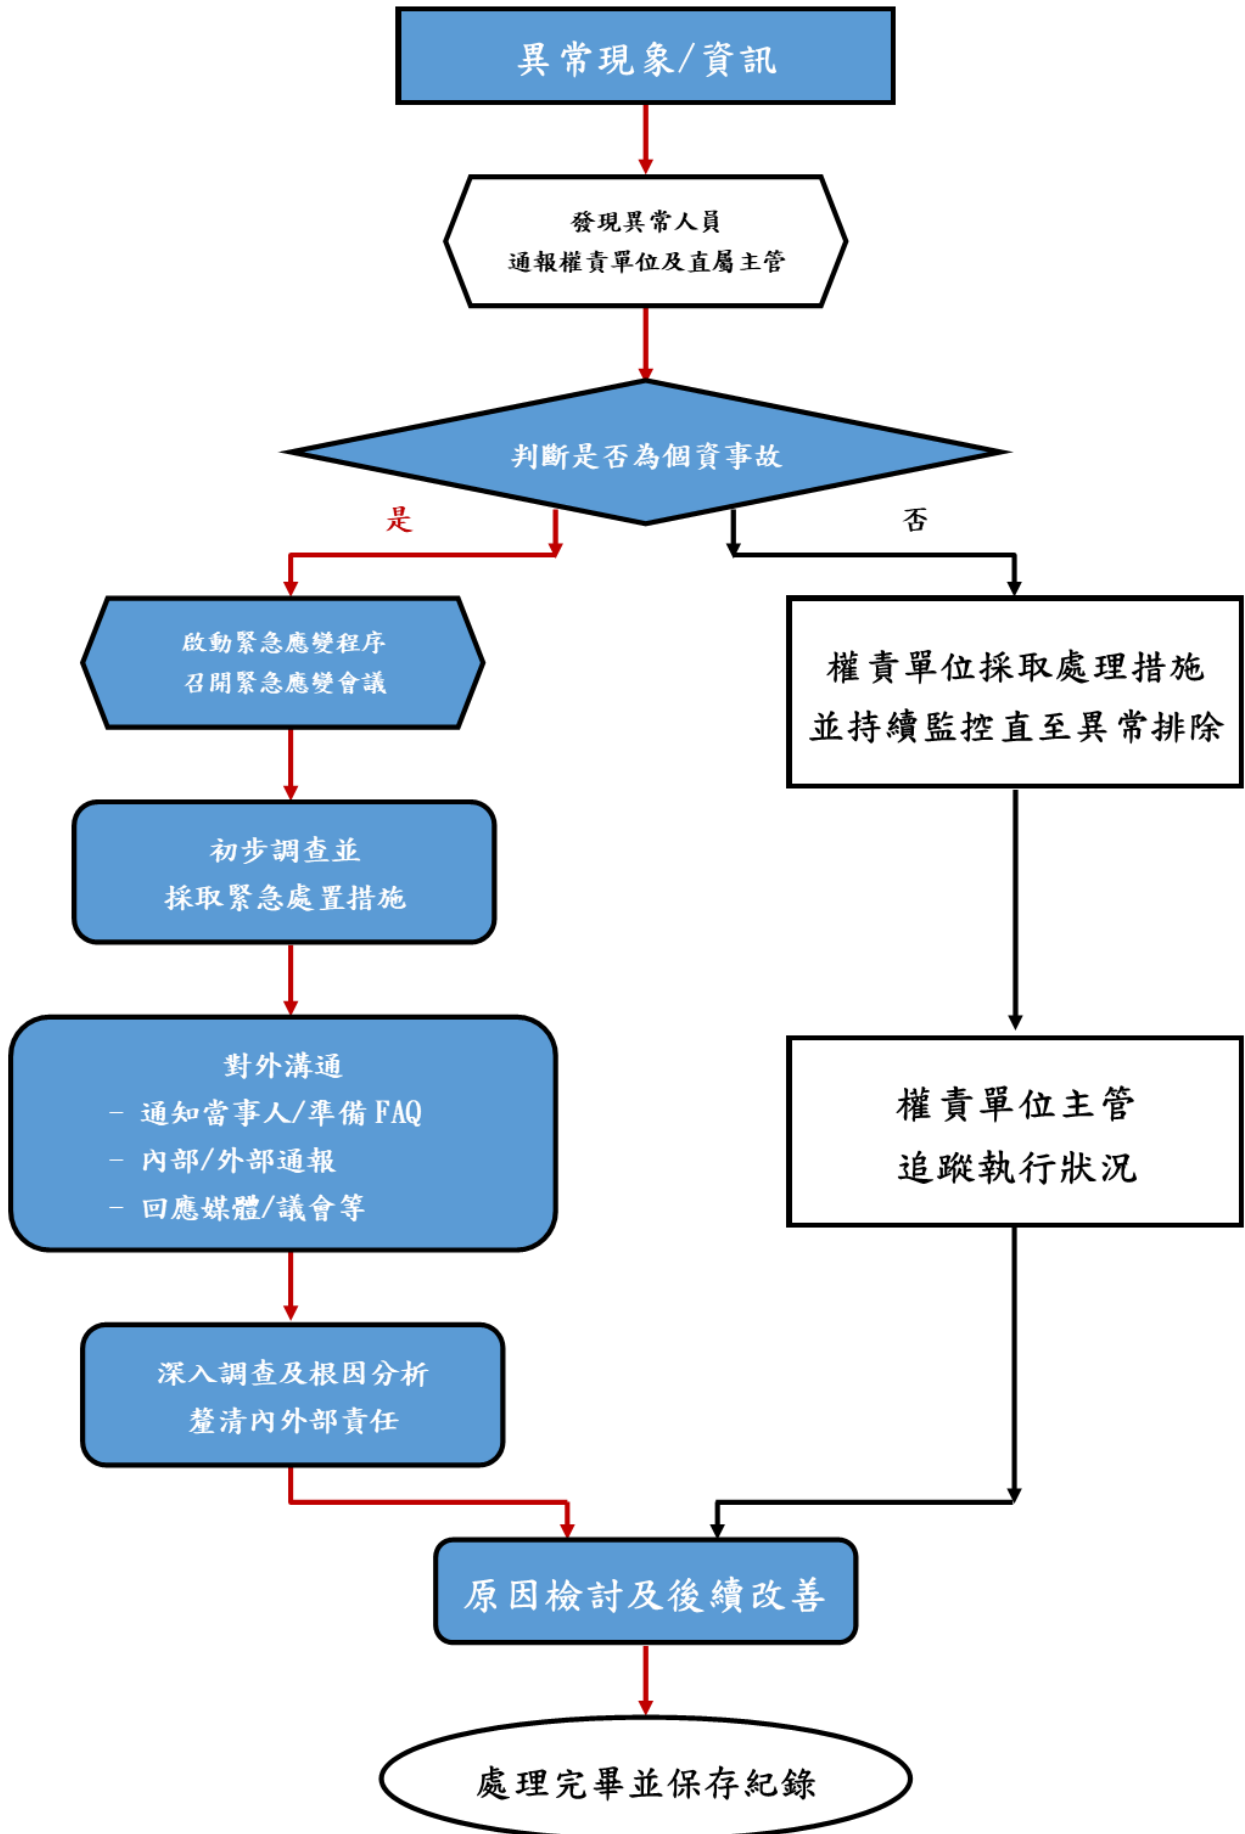 異常現象/資訊
發現異常人員
通報權責單位及直屬主管
判斷是否為個資事故
是
否
啟動緊急應變程序
召開緊急應變會議
權責單位採取處理措施
並持續監控直至異常排除
初步調查並
採取緊急處置措施
對外溝通
- 通知當事人/準備 FAQ
- 內部/外部通報
- 回應媒體/議會等
權責單位主管
追蹤執行狀況
深入調查及根因分析
釐清內外部責任
原因檢討及後續改善
處理完畢並保存紀錄